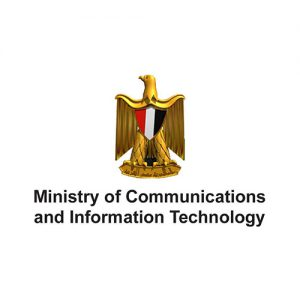 Ministry of Communications
and Information Technology